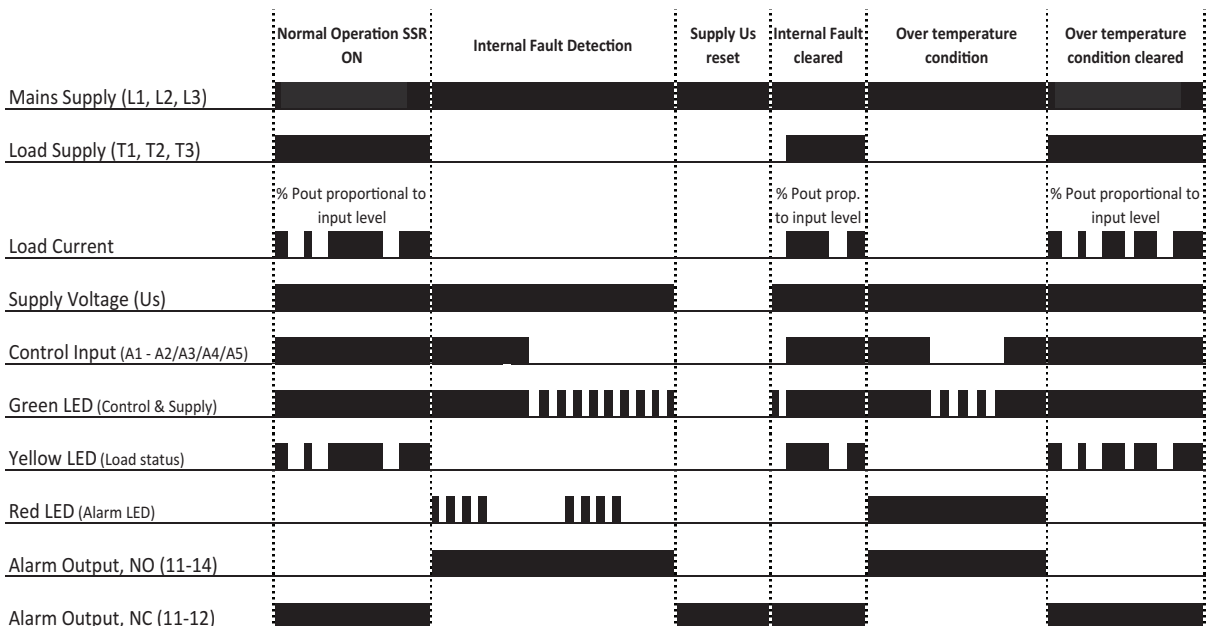 Normal Operation SSR
ON
Internal Fault Detection
Supply Us
reset
Internal Fault
cleared
Over temperature
condition
Over temperature
condition cleared
Mains Supply (L1, L2, L3)
Load Supply (T1, T2, T3)
% Pout proportional to
input level
% Pout prop.
to input level
% Pout proportional to
input level
Load Current
Supply Voltage (Us)
Control Input (A1 - A2/A3/A4/A5)
Green LED (Control & Supply)
Yellow LED (Load status)
Red LED (Alarm LED)
Alarm Output, NO (11-14)
Alarm Output, NC (11-12)